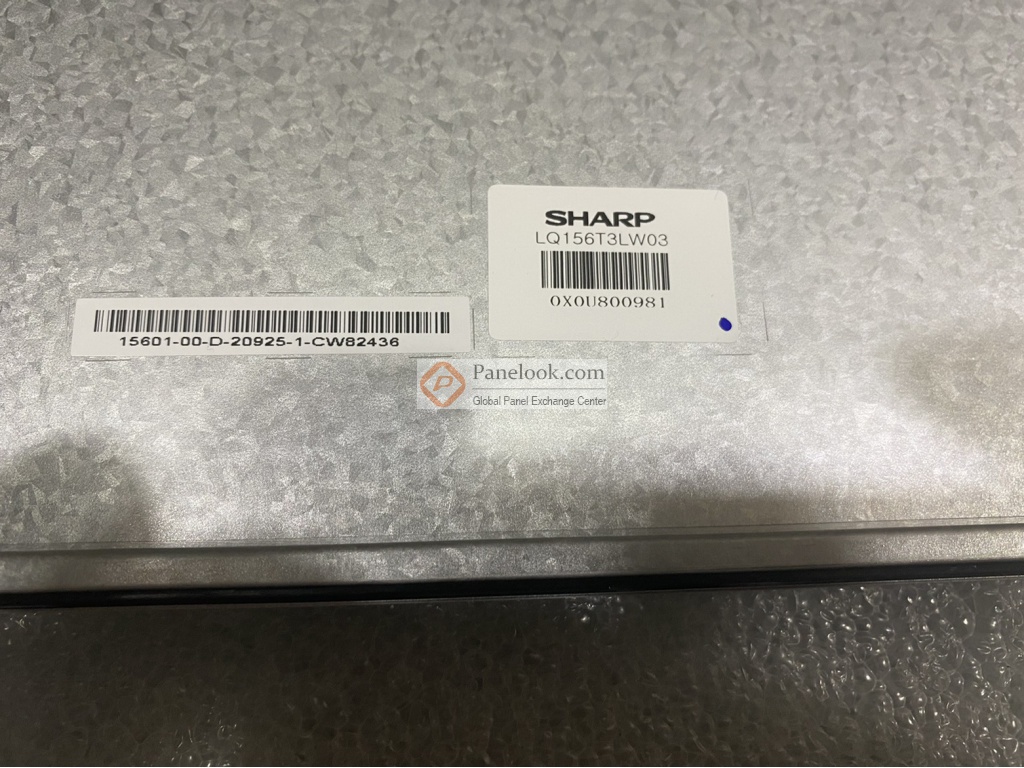 SHARP
LQ156T3LW03
0X0U800981
15601-00-D-20925-1-CW82436
Panelook.com
Global Panel Exchange Center